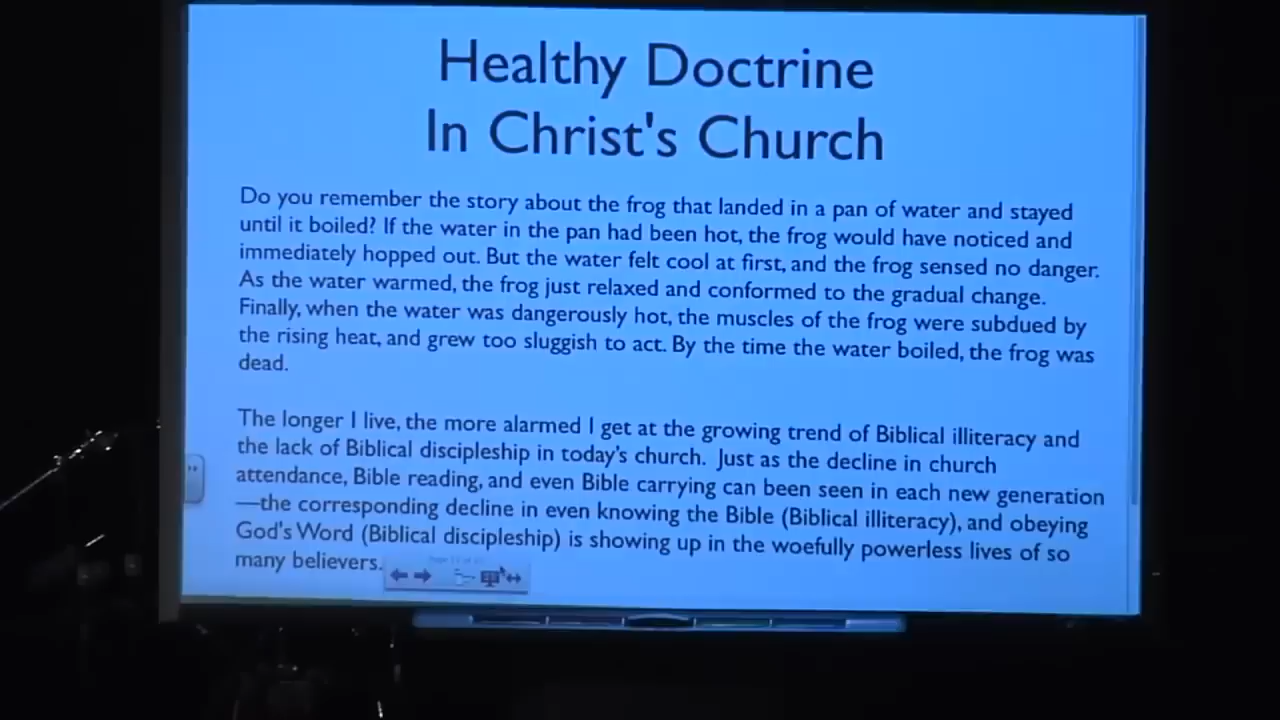 Healthy Doctrine
In Christ's Church
Do you remember the story about the frog that landed in a pan of water and stayed
until it boiled? If the water in the pan had been hot, the frog would have noticed and
immediately hopped out. But the water felt cool at first, and the frog sensed no danger.
As the water warmed, the frog just relaxed and conformed to the gradual change.
Finally, when the water was dangerously hot, the muscles of the frog were subdued by
the rising heat, and grew too sluggish to act. By the time the water boiled, the frog was
dead.
The longer I live, the more alarmed I get at the growing trend of Biblical illiteracy and
the lack of Biblical discipleship in today's church. Just as the decline in church
attendance, Bible reading, and even Bible carrying can been seen in each new generation
—the corresponding decline in even knowing the Bible (Biblical illiteracy), and obeying
God's Word (Biblical discipleship) is showing up in the woefully powerless lives of so
many believers.